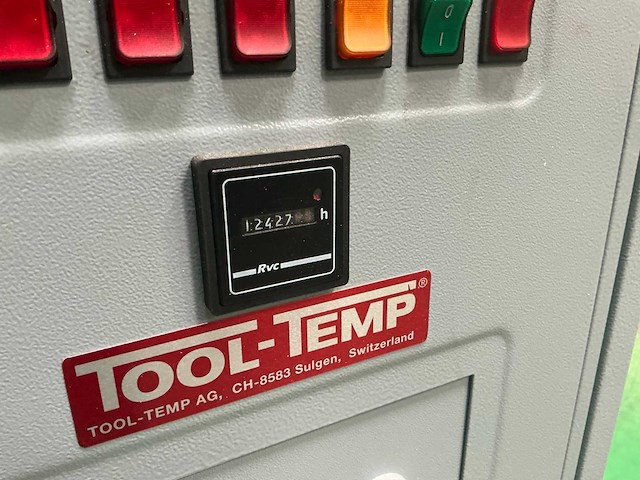 O
I
12427 h
Rvc
TOOL-TEMP®
TOOL-TEMP AG, CH-8583 Sulgen, Switzerland